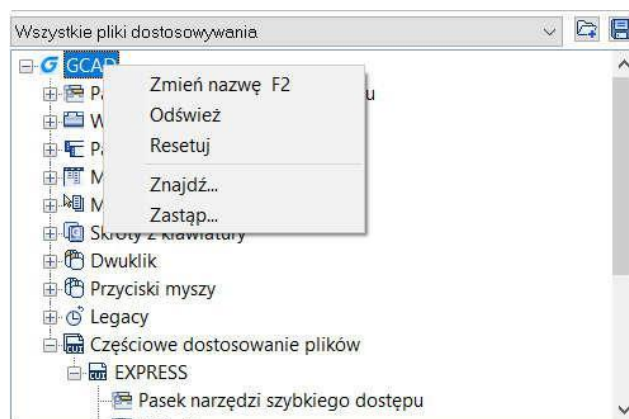 Wszystkie pliki dostosowywania
GCAD
Zmień nazwę F2
Odśwież
Resetuj
Znajdź...
Zastąp...
Skróty z klawiatury
Dwuklik
Przyciski myszy
Legacy
Częściowe dostosowanie plików
CUI
EXPRESS
Pasek narzędzi szybkiego dostępu